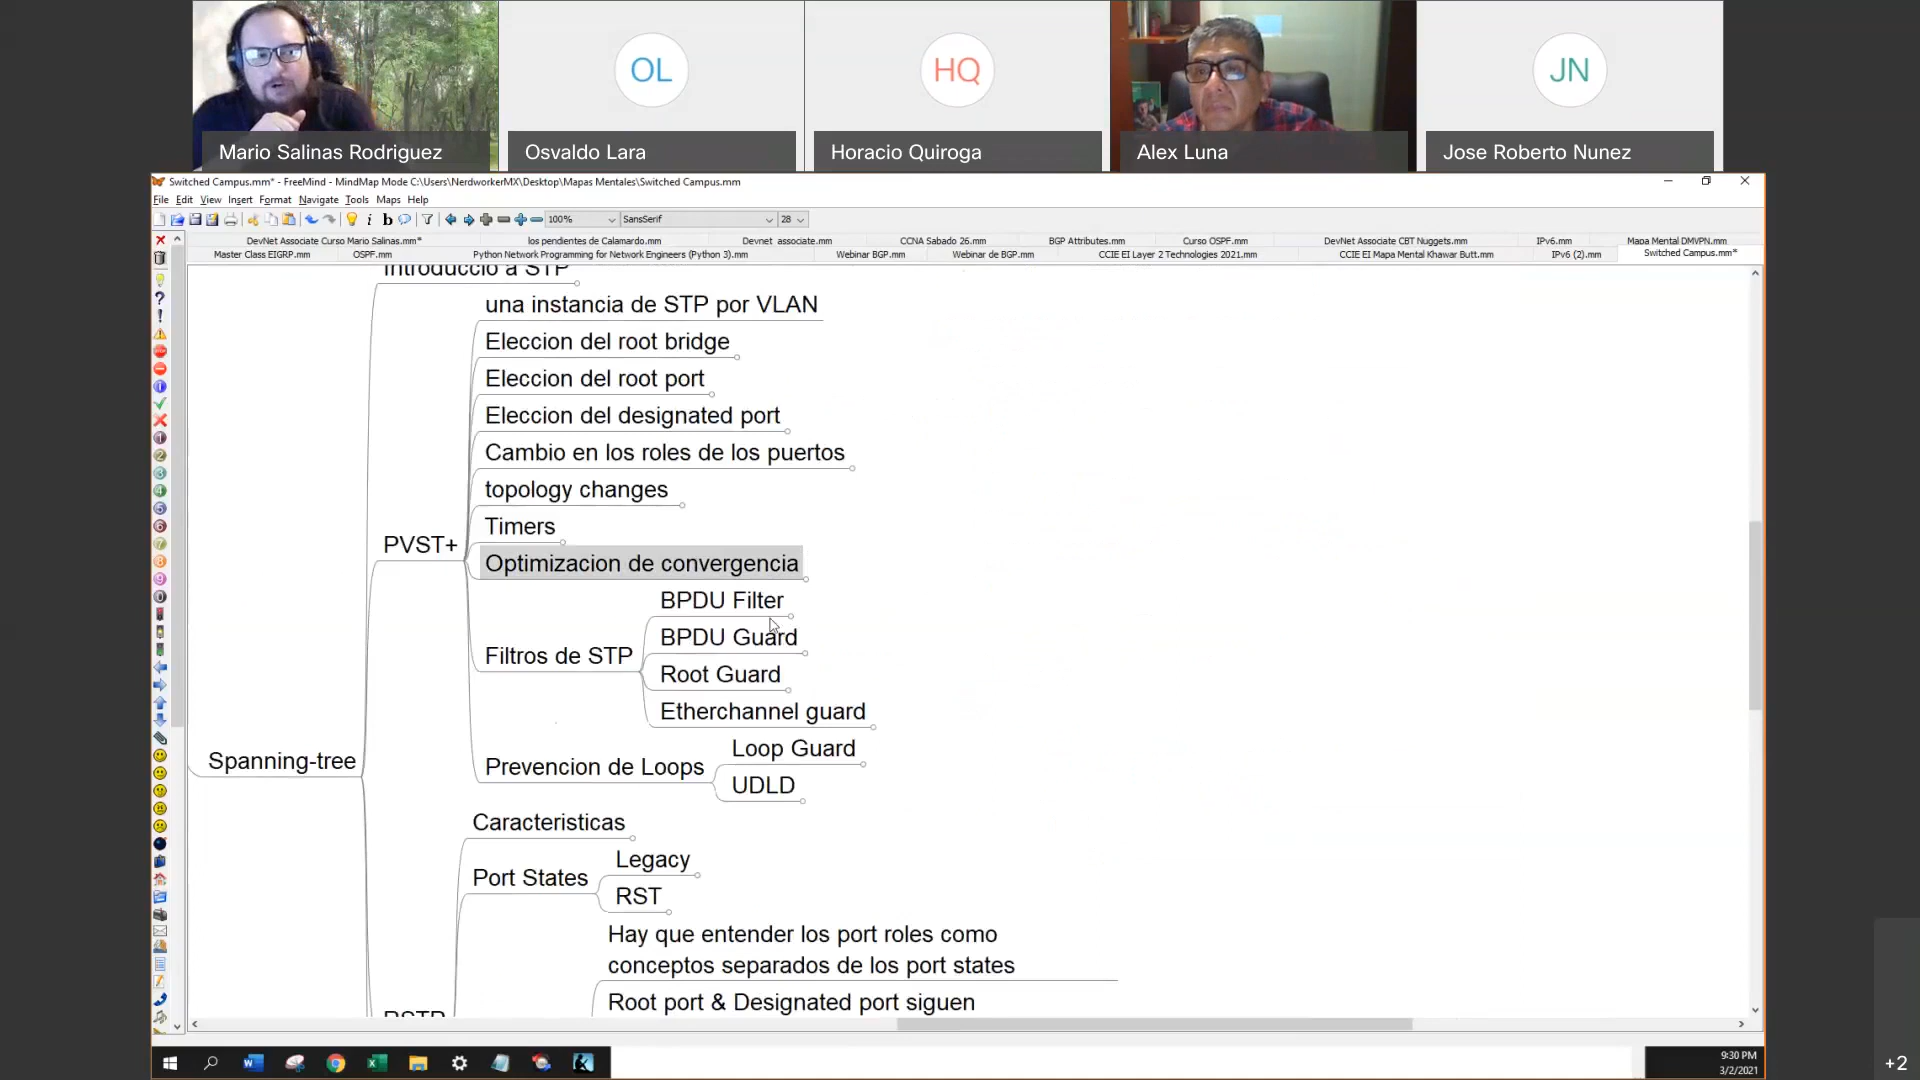 OL
HQ
JN
Mario Salinas Rodriguez
Osvaldo Lara
Horacio Quiroga
Alex Luna
Jose Roberto Nunez
Switched Campus.mm* - FreeMind - MindMap Mode C:\Users\NerdworkerMX\Desktop\Mapas Mentales\Switched Campus.mm
File Edit View Insert Format Navigate Tools Maps Help
100% SansSerif 28
DevNet Associate Curso Mario Salinas.mm* los pendientes de Calamardo.mm Devnet associate.mm CCNA Sabado 26.mm BGP Attributes.mm Curso OSPF.mm DevNet Associate CBT Nuggets.mm IPv6.mm Mapa Mental DMVPN.mm
Master Class EIGRP.mm OSPF.mm Python Network Programming for Network Engineers (Python 3).mm Webinar BGP.mm Webinar de BGP.mm CCIE EI Layer 2 Technologies 2021.mm CCIE EI Mapa Mental Khawar Butt.mm IPv6 (2).mm Switched Campus.mm*
Introduccio a STP
una instancia de STP por VLAN
Eleccion del root bridge
Eleccion del root port
Eleccion del designated port
Cambio en los roles de los puertos
topology changes
Timers
PVST+
Optimizacion de convergencia
BPDU Filter
BPDU Guard
Filtros de STP
Root Guard
Etherchannel guard
Loop Guard
Prevencion de Loops
UDLD
Spanning-tree
Caracteristicas
Legacy
Port States
RST
Hay que entender los port roles como
conceptos separados de los port states
Root port & Designated port siguen
RSTP
9:30 PM
3/2/2021
+2